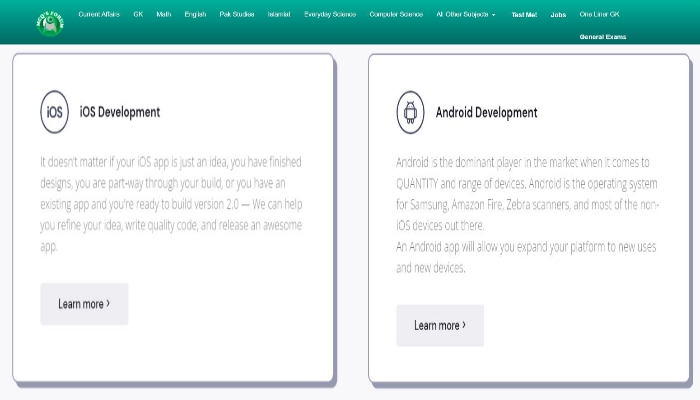 MCQ'S FORUM
Current Affairs GK Math English Pak Studies Islamiat Everyday Science Computer Science All Other Subjects Test Me! Jobs One Liner GK
General Exams
iOS
iOS Development
It doesn't matter if your iOS app is just an idea, you have finished
designs, you are part-way through your build, or you have an
existing app and you're ready to build version 2.0 — We can help
you refine your idea, write quality code, and release an awesome
app.
Learn more ›
Android Development
Android is the dominant player in the market when it comes to
QUANTITY and range of devices. Android is the operating system
for Samsung, Amazon Fire, Zebra scanners, and most of the non-
iOS devices out there.
An Android app will allow you expand your platform to new uses
and new devices.
Learn more ›